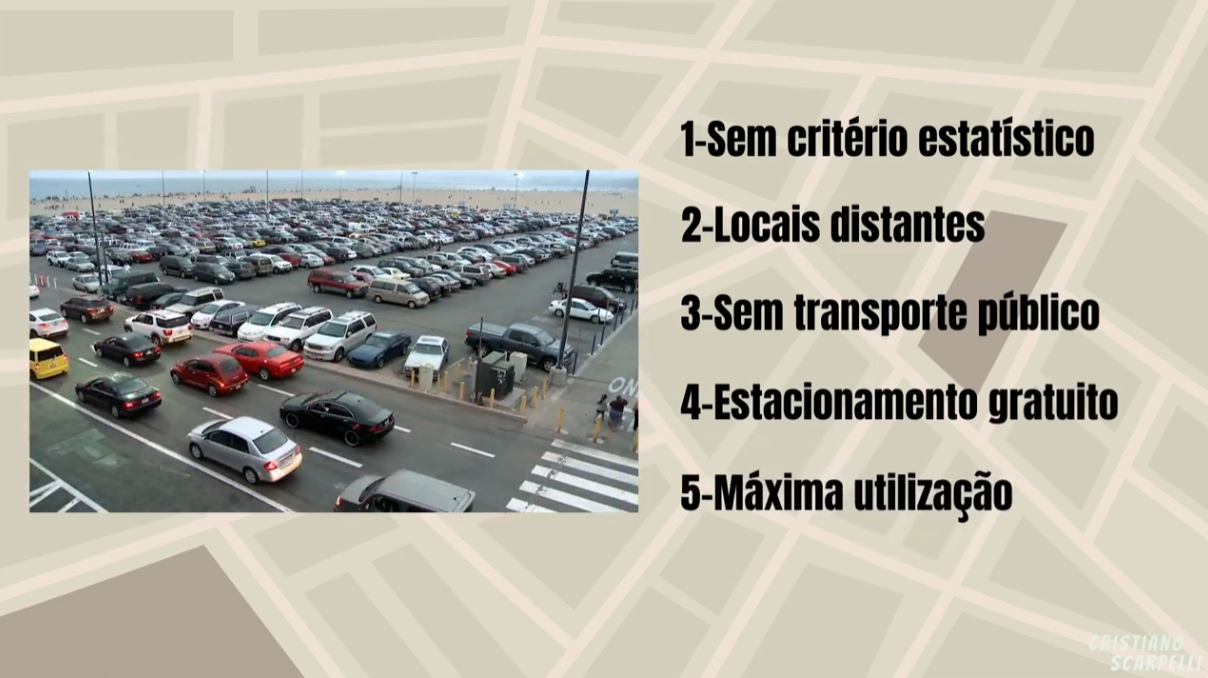 1-Sem critério estatístico
2-Locais distantes
3-Sem transporte público
4-Estacionamento gratuito
5-Máxima utilização
ON
CRISTIANO
SCARPELLI